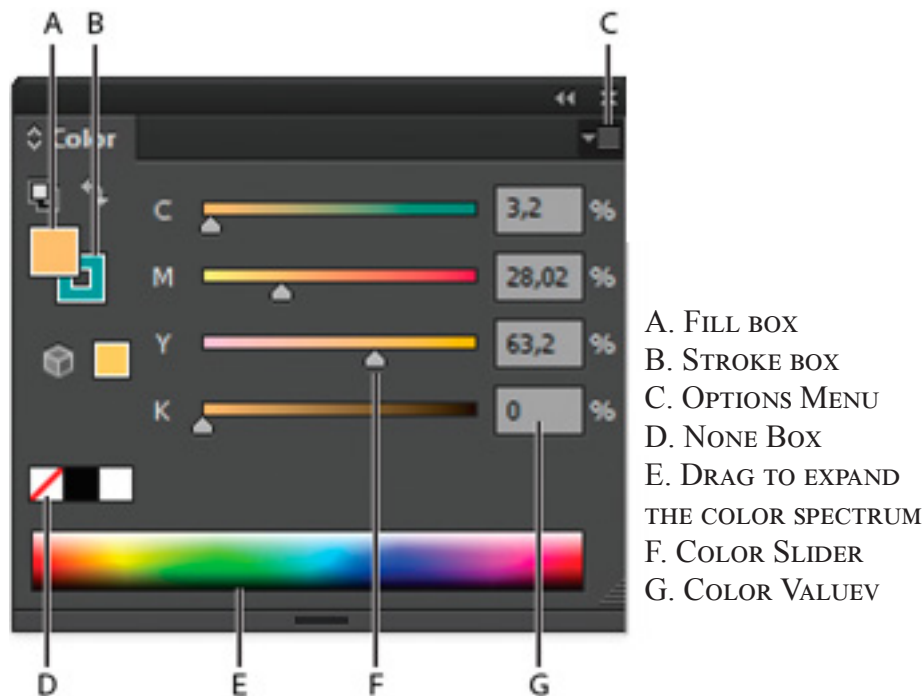 A B C
Color
C 3,2 %
M 28,02 %
Y 63,2 %
K 0 %
D E F G
A. Fill box
B. Stroke box
C. Options Menu
D. None Box
E. Drag to expand
the color spectrum
F. Color Slider
G. Color Valuev